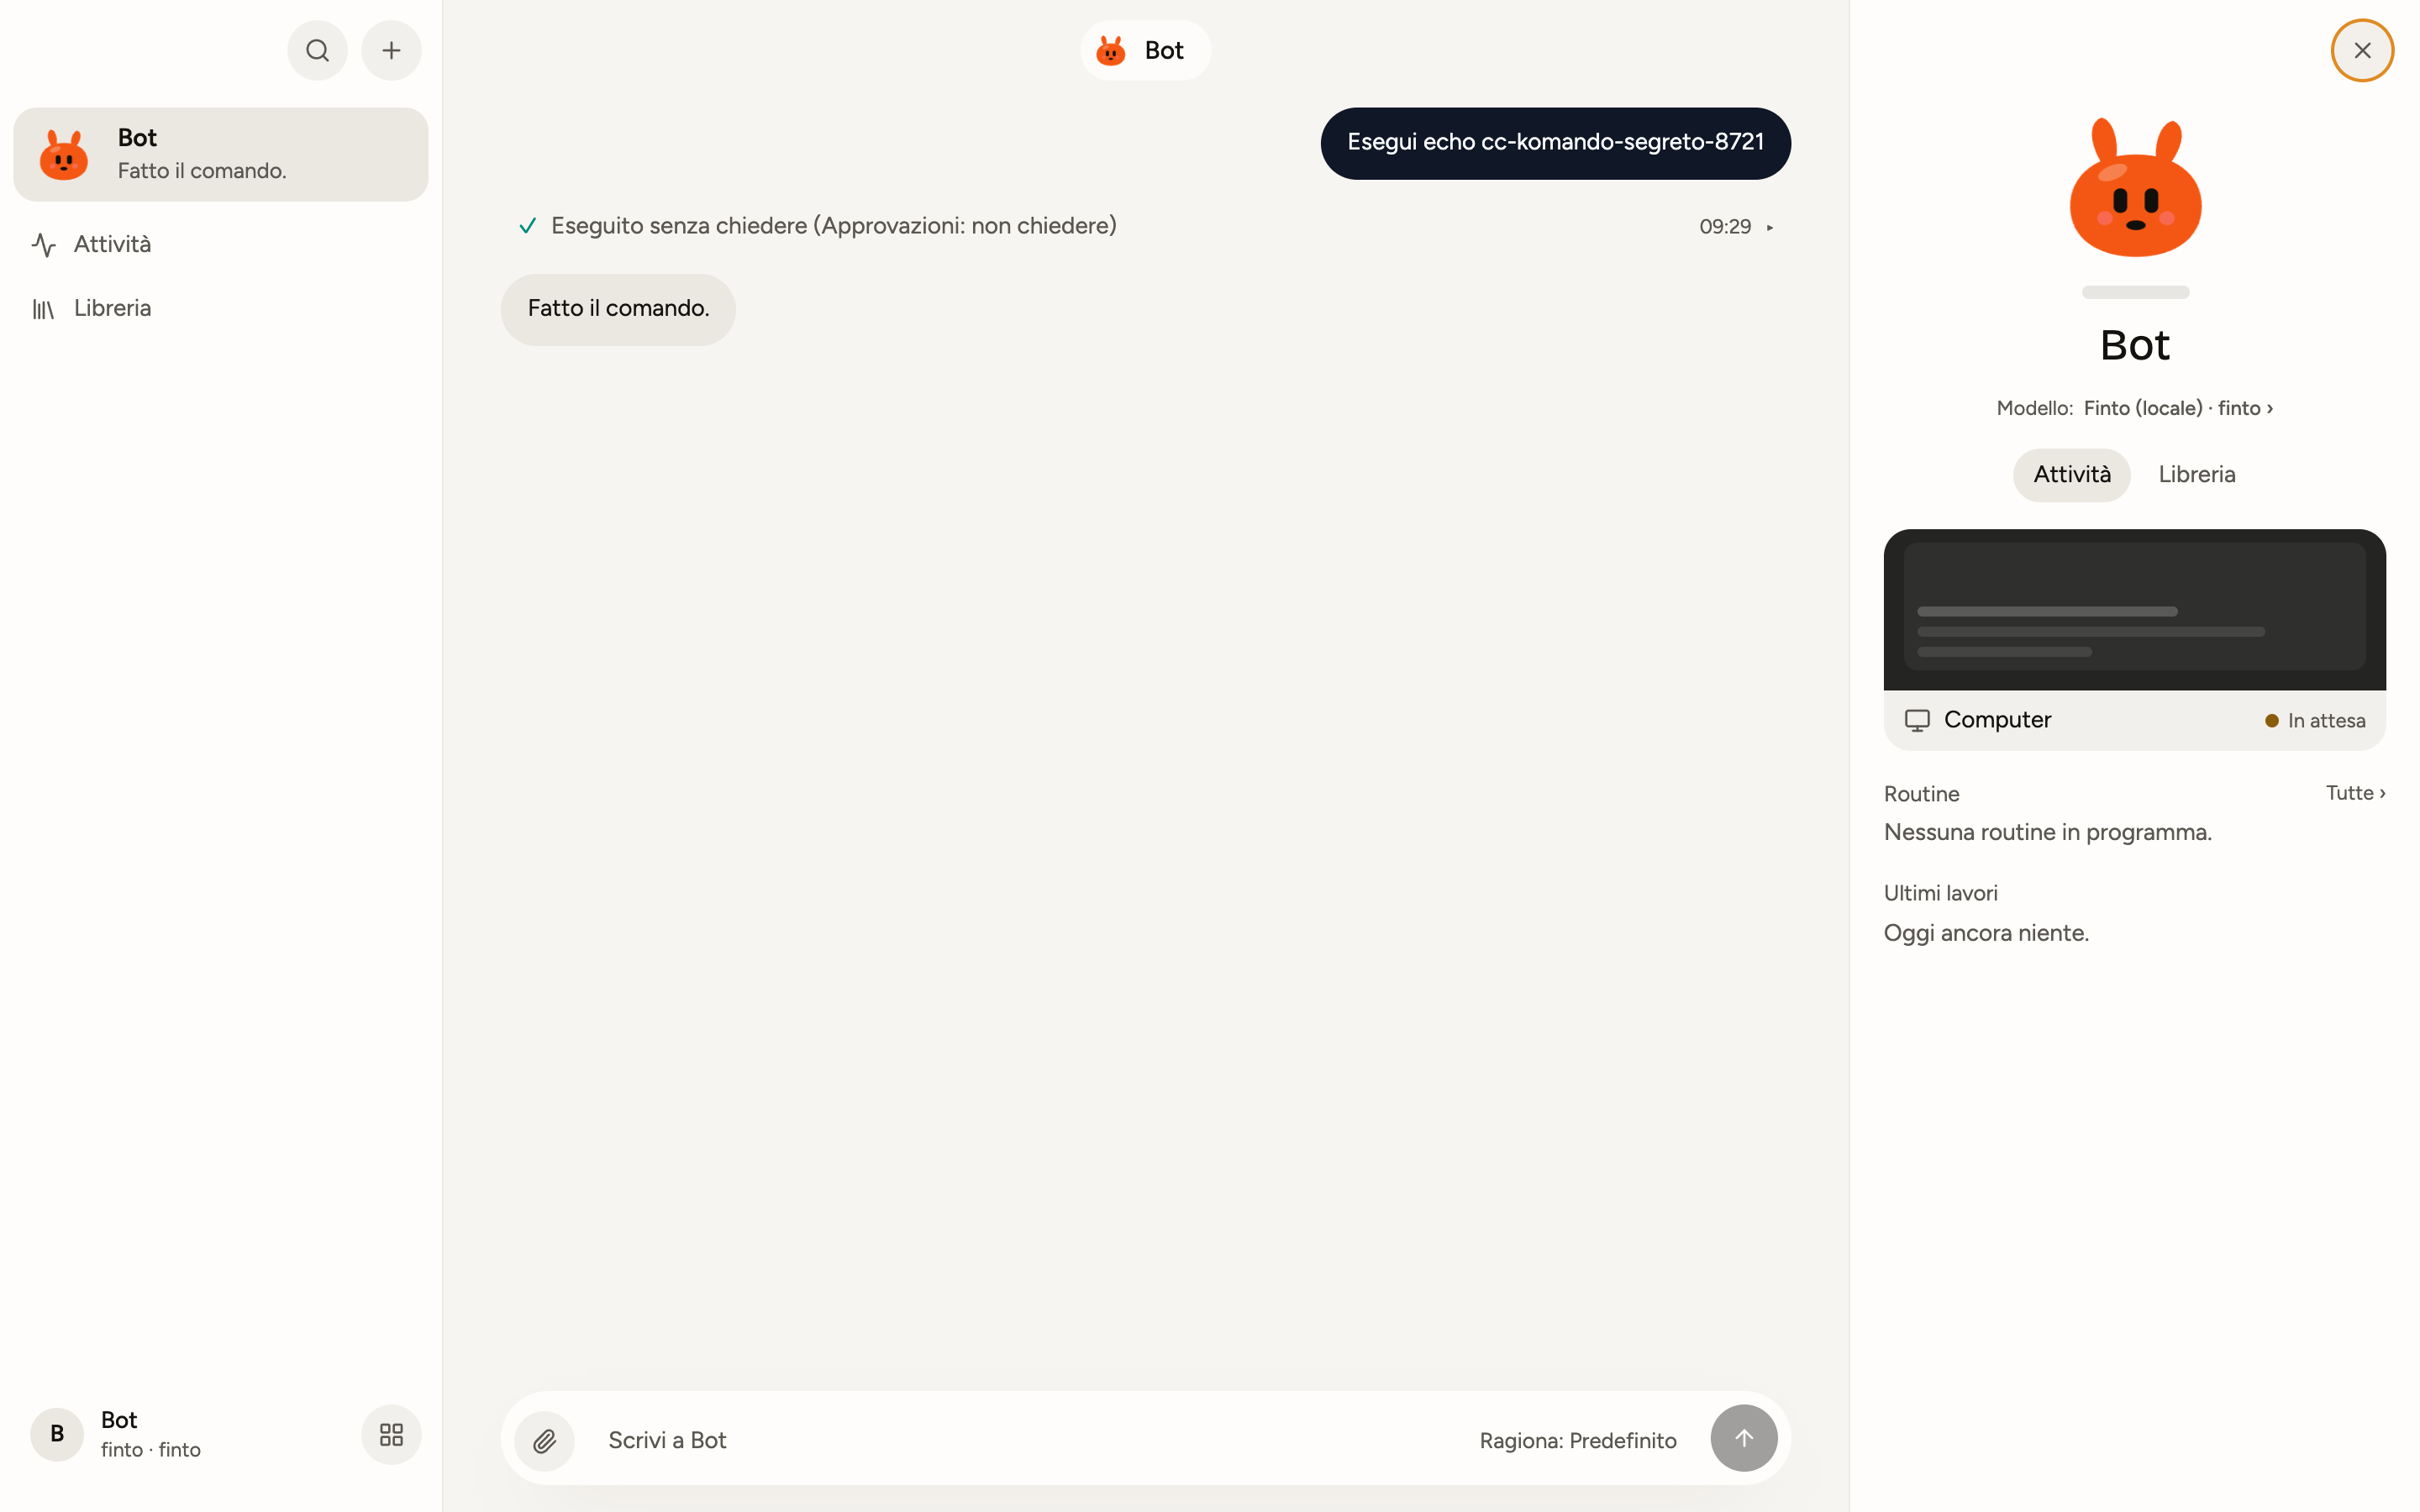 Bot
Fatto il comando.
Attività
Libreria
B
Bot
finto · finto
Bot
Esegui echo cc-komando-segreto-8721
Eseguito senza chiedere (Approvazioni: non chiedere)
09:29
Fatto il comando.
Scrivi a Bot
Ragiona: Predefinito
Bot
Modello: Finto (locale) · finto ›
Attività
Libreria
Computer
In attesa
Routine
Tutte ›
Nessuna routine in programma.
Ultimi lavori
Oggi ancora niente.